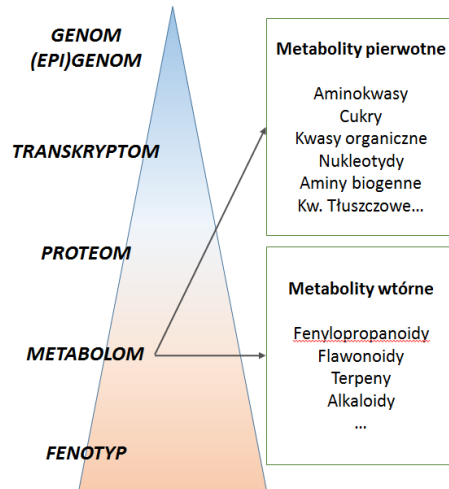 GENOM
(EPI)GENOM
TRANSKRYPTOM
PROTEOM
METABOLOM
FENOTYP
Metabolity pierwotne
Aminokwasy
Cukry
Kwasy organiczne
Nukleotydy
Aminy biogenne
Kw. Tłuszczowe...
Metabolity wtórne
Fenylopropanoidy
Flawonoidy
Terpeny
Alkaloidy
...